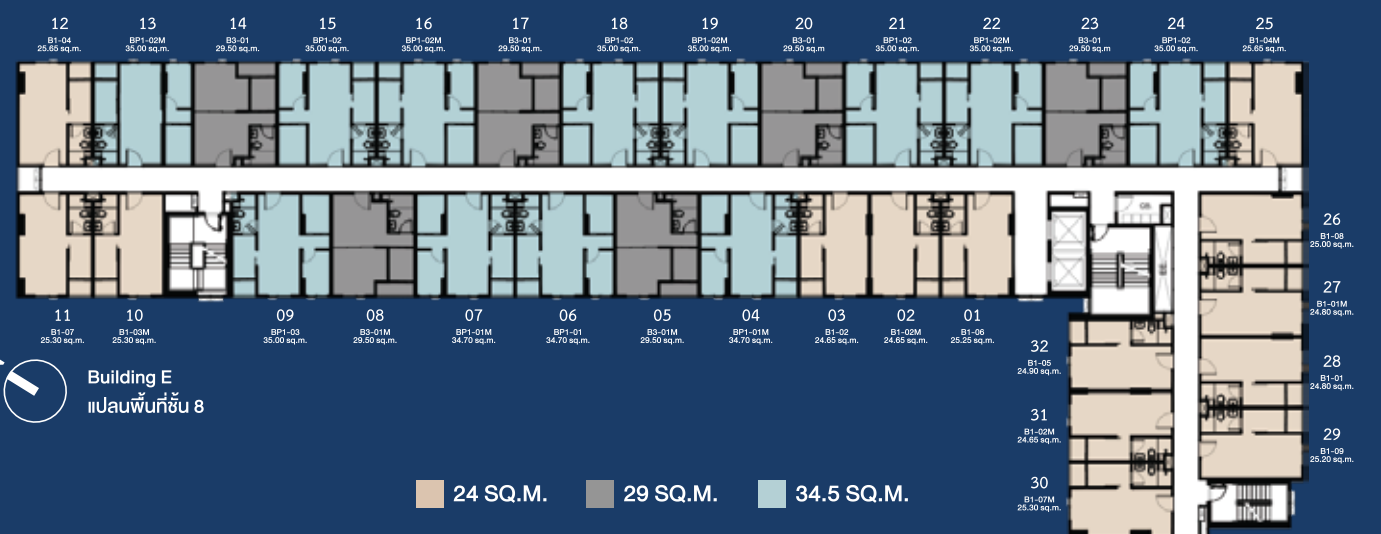 12
B1-04
25.65 sq.m.
13
BP1-02M
35.00 sq.m.
14
B3-01
29.50 sq.m.
15
BP1-02
35.00 sq.m.
16
BP1-02M
35.00 sq.m.
17
B3-01
29.50 sq.m.
18
BP1-02
35.00 sq.m.
19
BP1-02M
35.00 sq.m.
20
B3-01
29.50 sq.m
21
BP1-02
35.00 sq.m.
22
BP1-02M
35.00 sq.m.
23
B3-01
29.50 sq.m
24
BP1-02
35.00 sq.m.
25
B1-04M
25.65 sq.m.
26
B1-08
25.00 sq.m.
27
B1-01M
24.80 sq.m.
28
B1-01
24.80 sq.m.
29
B1-09
25.20 sq.m.
11
B1-07
25.30 sq.m.
10
B1-03M
25.30 sq.m.
09
BP1-03
35.00 sq.m.
08
B3-01M
29.50 sq.m.
07
BP1-01M
34.70 sq.m.
06
BP1-01
34.70 sq.m.
05
B3-01M
29.50 sq.m.
04
BP1-01M
34.70 sq.m.
03
B1-02
24.65 sq.m.
02
B1-02M
24.65 sq.m.
01
B1-06
25.25 sq.m.
32
B1-05
24.90 sq.m.
31
B1-02M
24.65 sq.m.
30
B1-07M
25.30 sq.m.
Building E
แปลนพื้นที่ชั้น 8
24 SQ.M.
29 SQ.M.
34.5 SQ.M.